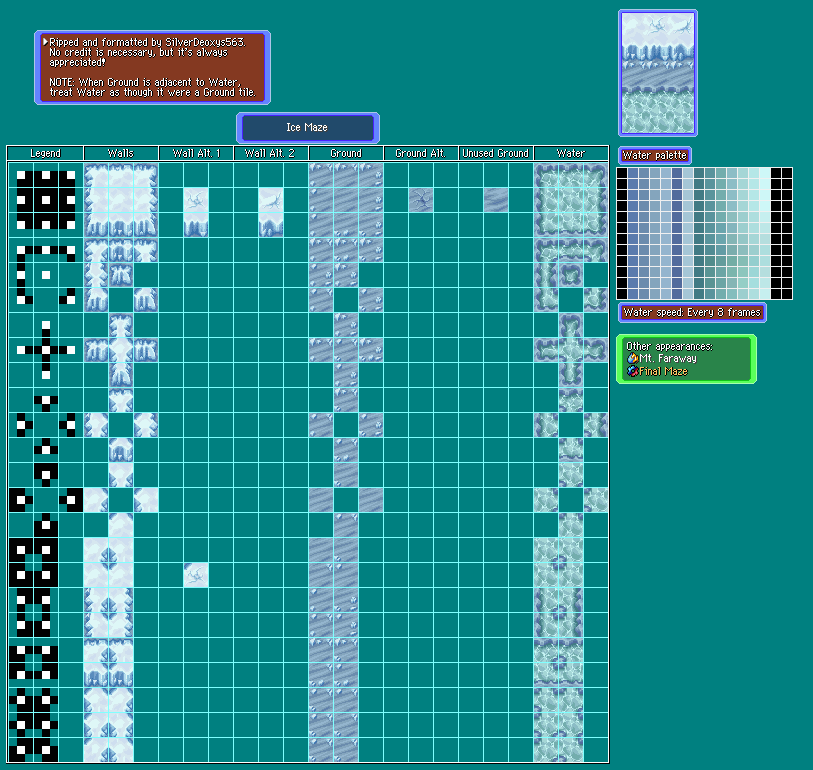 Ripped and formatted by SilverDeoxys563.
No credit is necessary, but it's always
appreciated!
NOTE: When Ground is adjacent to Water,
treat Water as though it were a Ground tile.
Ice Maze
Legend
Walls
Wall Alt. 1
Wall Alt. 2
Ground
Ground Alt.
Unused Ground
Water
Water palette
Water speed: Every 8 frames
Other appearances:
Mt. Faraway
Final Maze